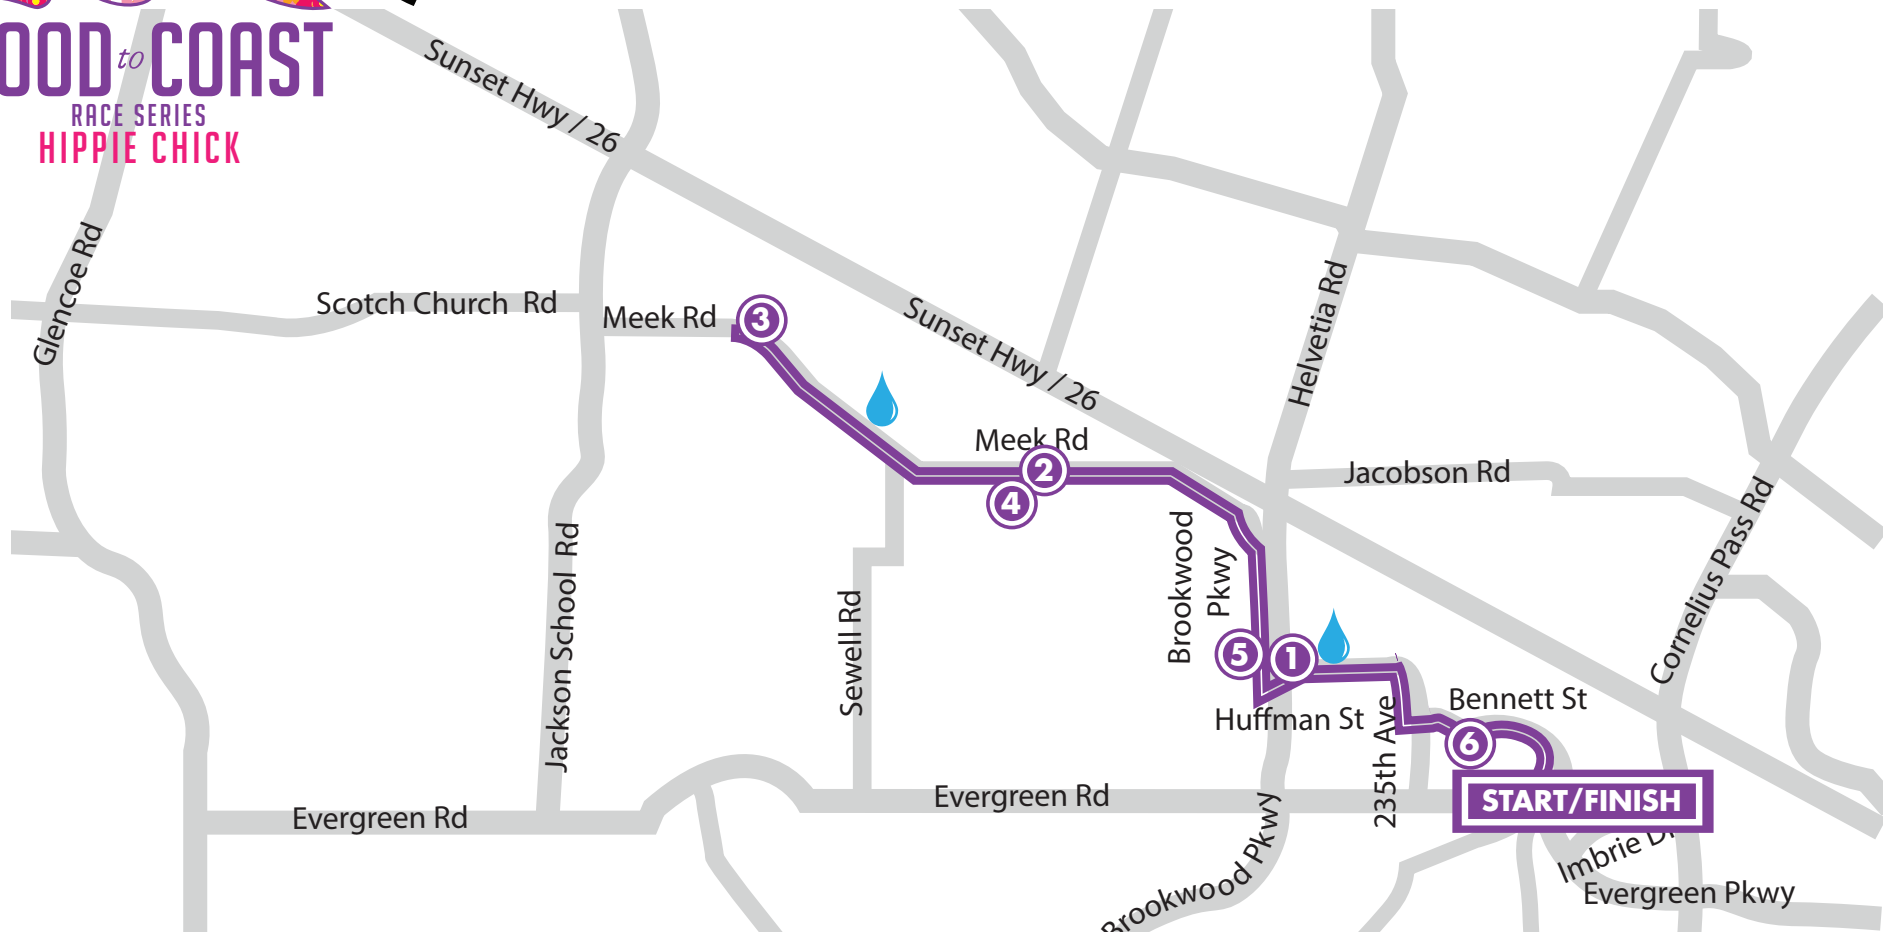 OOD to COAST
RACE SERIES
HIPPIE CHICK
Sunset Hwy / 26
Glencoe Rd
Scotch Church Rd
Meek Rd
3
Sunset Hwy / 26
Helvetia Rd
Meek Rd
2
4
Jacobson Rd
Cornelius Pass Rd
Jackson School Rd
Sewell Rd
Brookwood
Pkwy
5
1
Huffman St
235th Ave
Bennett St
6
START/FINISH
Evergreen Rd
Evergreen Rd
Brookwood Pkwy
Imbrie Dr
Evergreen Pkwy